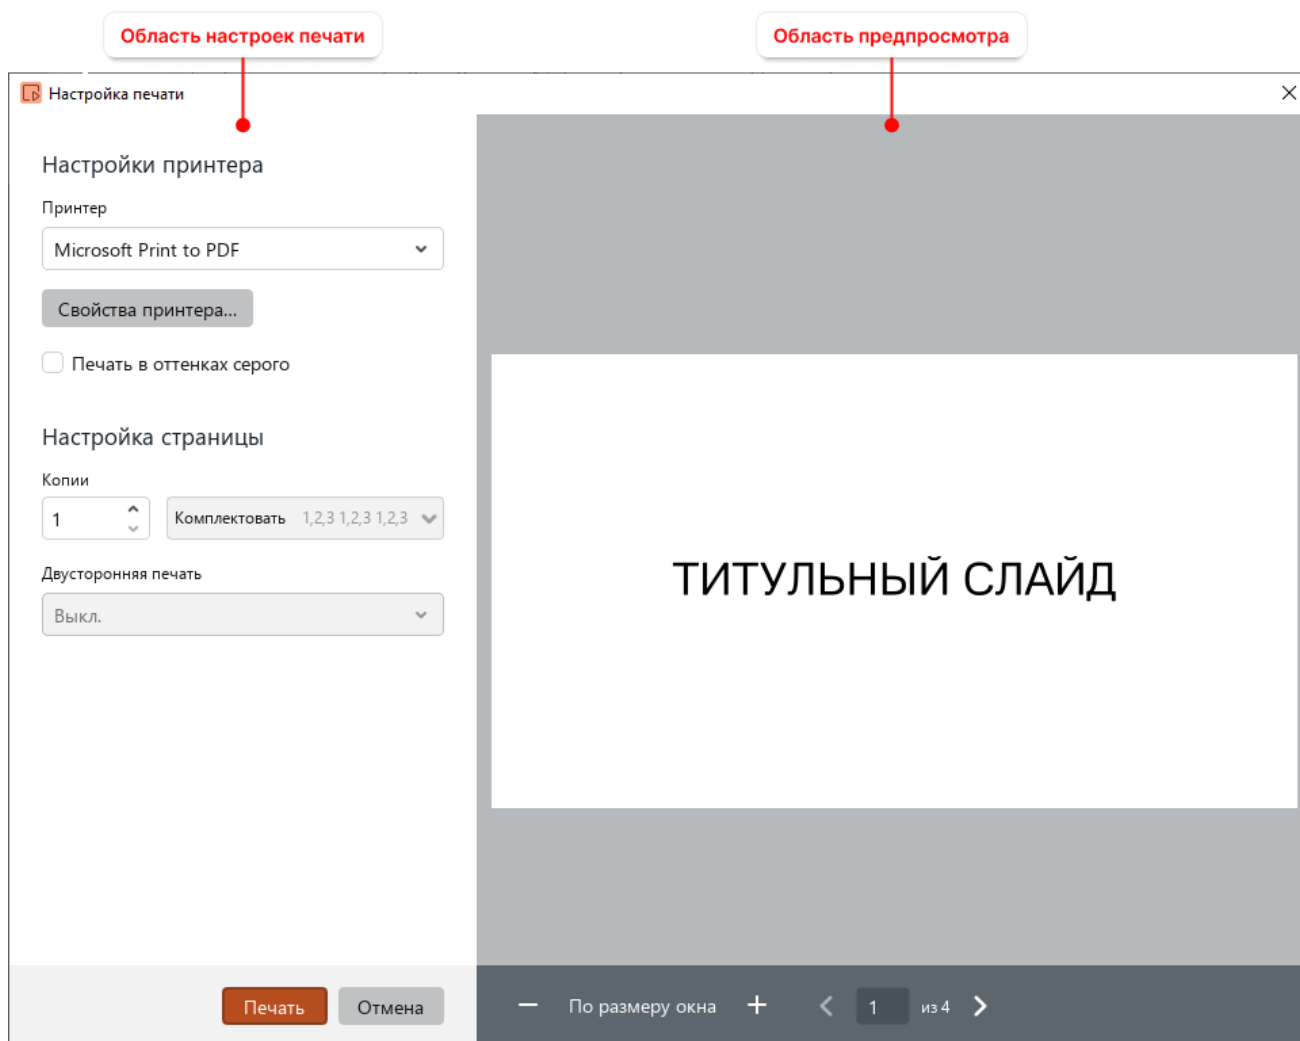 Область настроек печати
Область предпросмотра
Настройка печати
Настройки принтера
Принтер
Microsoft Print to PDF
Свойства принтера...
Печать в оттенках серого
Настройка страницы
Копии
1
Комплектовать 1,2,3 1,2,3 1,2,3
Двусторонняя печать
Выкл.
ТИТУЛЬНЫЙ СЛАЙД
Печать Отмена
По размеру окна 1 из 4